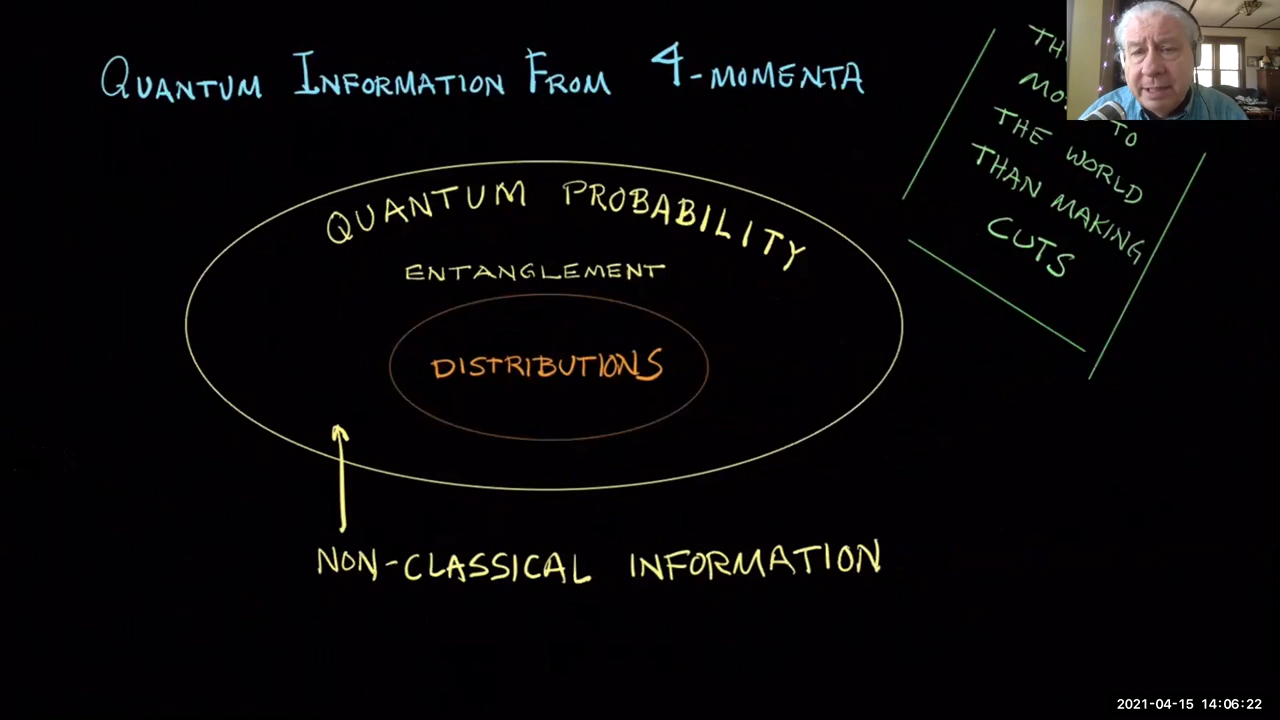 QUANTUM INFORMATION FROM 4-MOMENTA
TO
THE WORLD
THAN MAKING
CUTS
QUANTUM PROBABILITY
ENTANGLEMENT
DISTRIBUTIONS
NON-CLASSICAL INFORMATION
2021-04-15 14:06:22